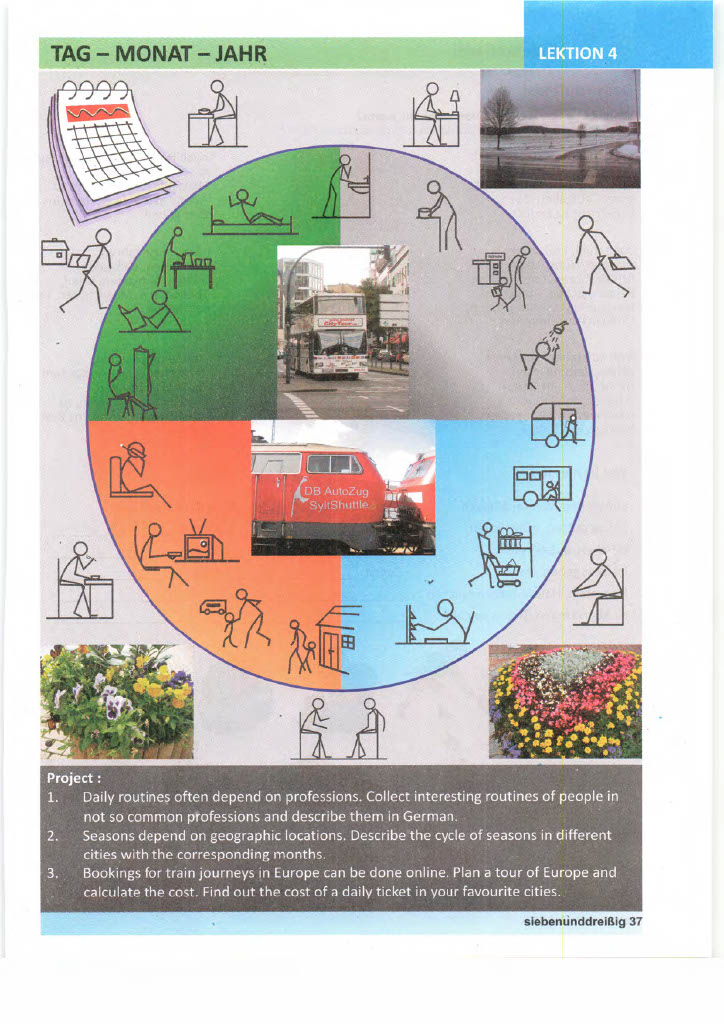 TAG – MONAT – JAHR
LEKTION 4
DB AutoZug
SyltShuttle
Project :
1. Daily routines often depend on professions. Collect interesting routines of people in
not so common professions and describe them in German.
2. Seasons depend on geographic locations. Describe the cycle of seasons in different
cities with the corresponding months.
3. Bookings for train journeys in Europe can be done online. Plan a tour of Europe and
calculate the cost. Find out the cost of a daily ticket in your favourite cities.
siebenunddreißig 37